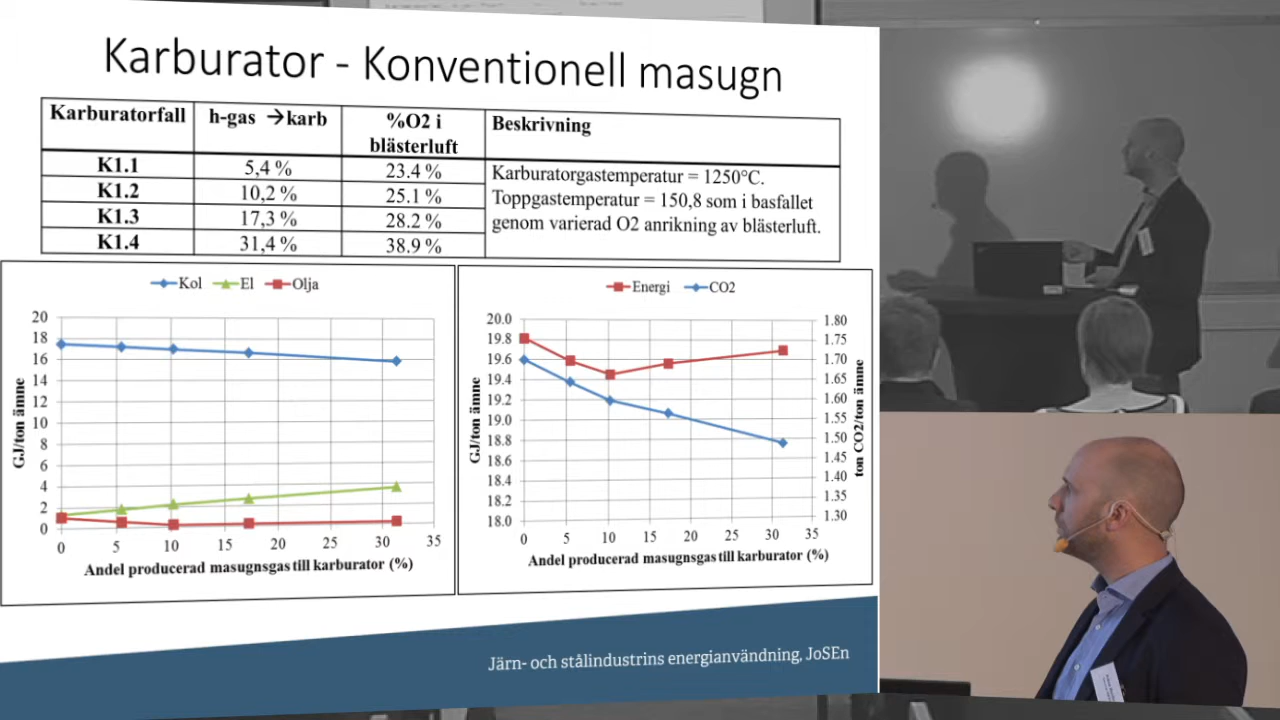 Karburator - Konventionell masugn
Karburatorfall h-gas →karb %O2 i blästerluft Beskrivning
K1.1 5,4 % 23.4 %
K1.2 10,2 % 25.1 %
K1.3 17,3 % 28.2 %
K1.4 31,4 % 38.9 %
Karburatorgastemperatur = 1250°C.
Toppgastemperatur = 150,8 som i basfallet
genom varierad O2 anrikning av blästerluft.
Kol El Olja
20
18
16
14
12
10
8
6
4
2
0
GJ/ton ämne
0 5 10 15 20 25 30 35
Andel producerad masugnsgas till karburator (%)
Energi CO2
20.0
19.8
19.6
19.4
19.2
19.0
18.8
18.6
18.4
18.2
18.0
GJ/ton ämne
1.80
1.75
1.70
1.65
1.60
1.55
1.50
1.45
1.40
1.35
1.30
ton CO2/ton ämne
0 5 10 15 20 25 30 35
Andel producerad masugnsgas till karburator (%)
Järn- och stålindustrins energianvändning, JoSEn